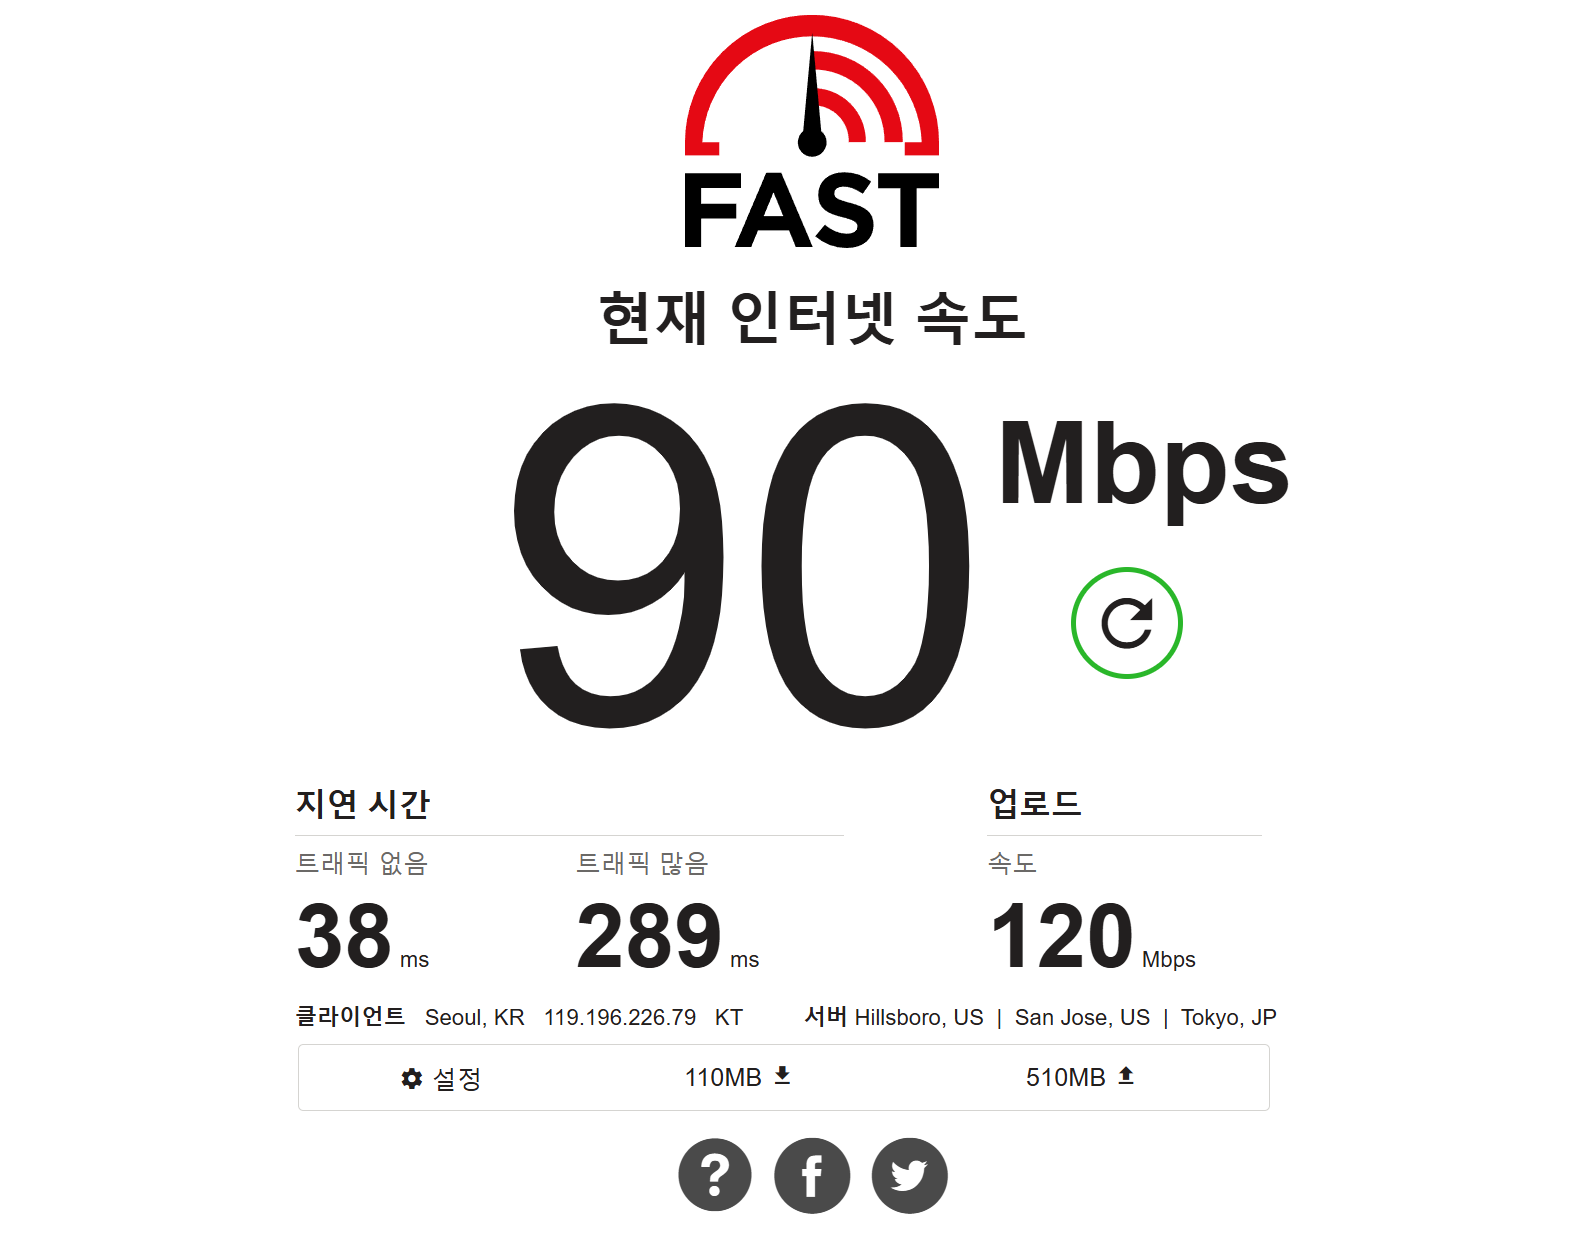 FAST
현재 인터넷 속도
90 Mbps
지연 시간
업로드
트래픽 없음
트래픽 많음
속도
38 ms
289 ms
120 Mbps
클라이언트 Seoul, KR 119.196.226.79 KT
서버 Hillsboro, US | San Jose, US | Tokyo, JP
설정
110MB
510MB
?
f